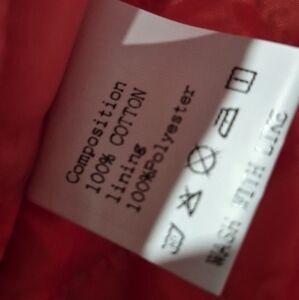 Composition
100% COTTON
lining
100%Polyester
WASH WITH LIKE